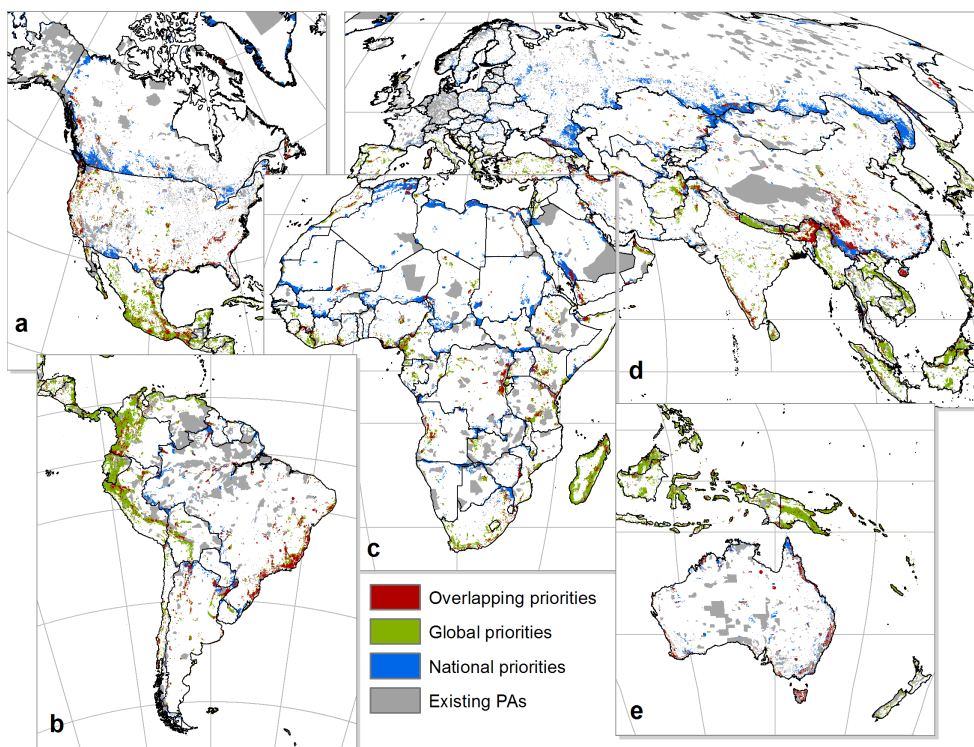 a
d
b
c
Overlapping priorities
Global priorities
National priorities
Existing PAs
e